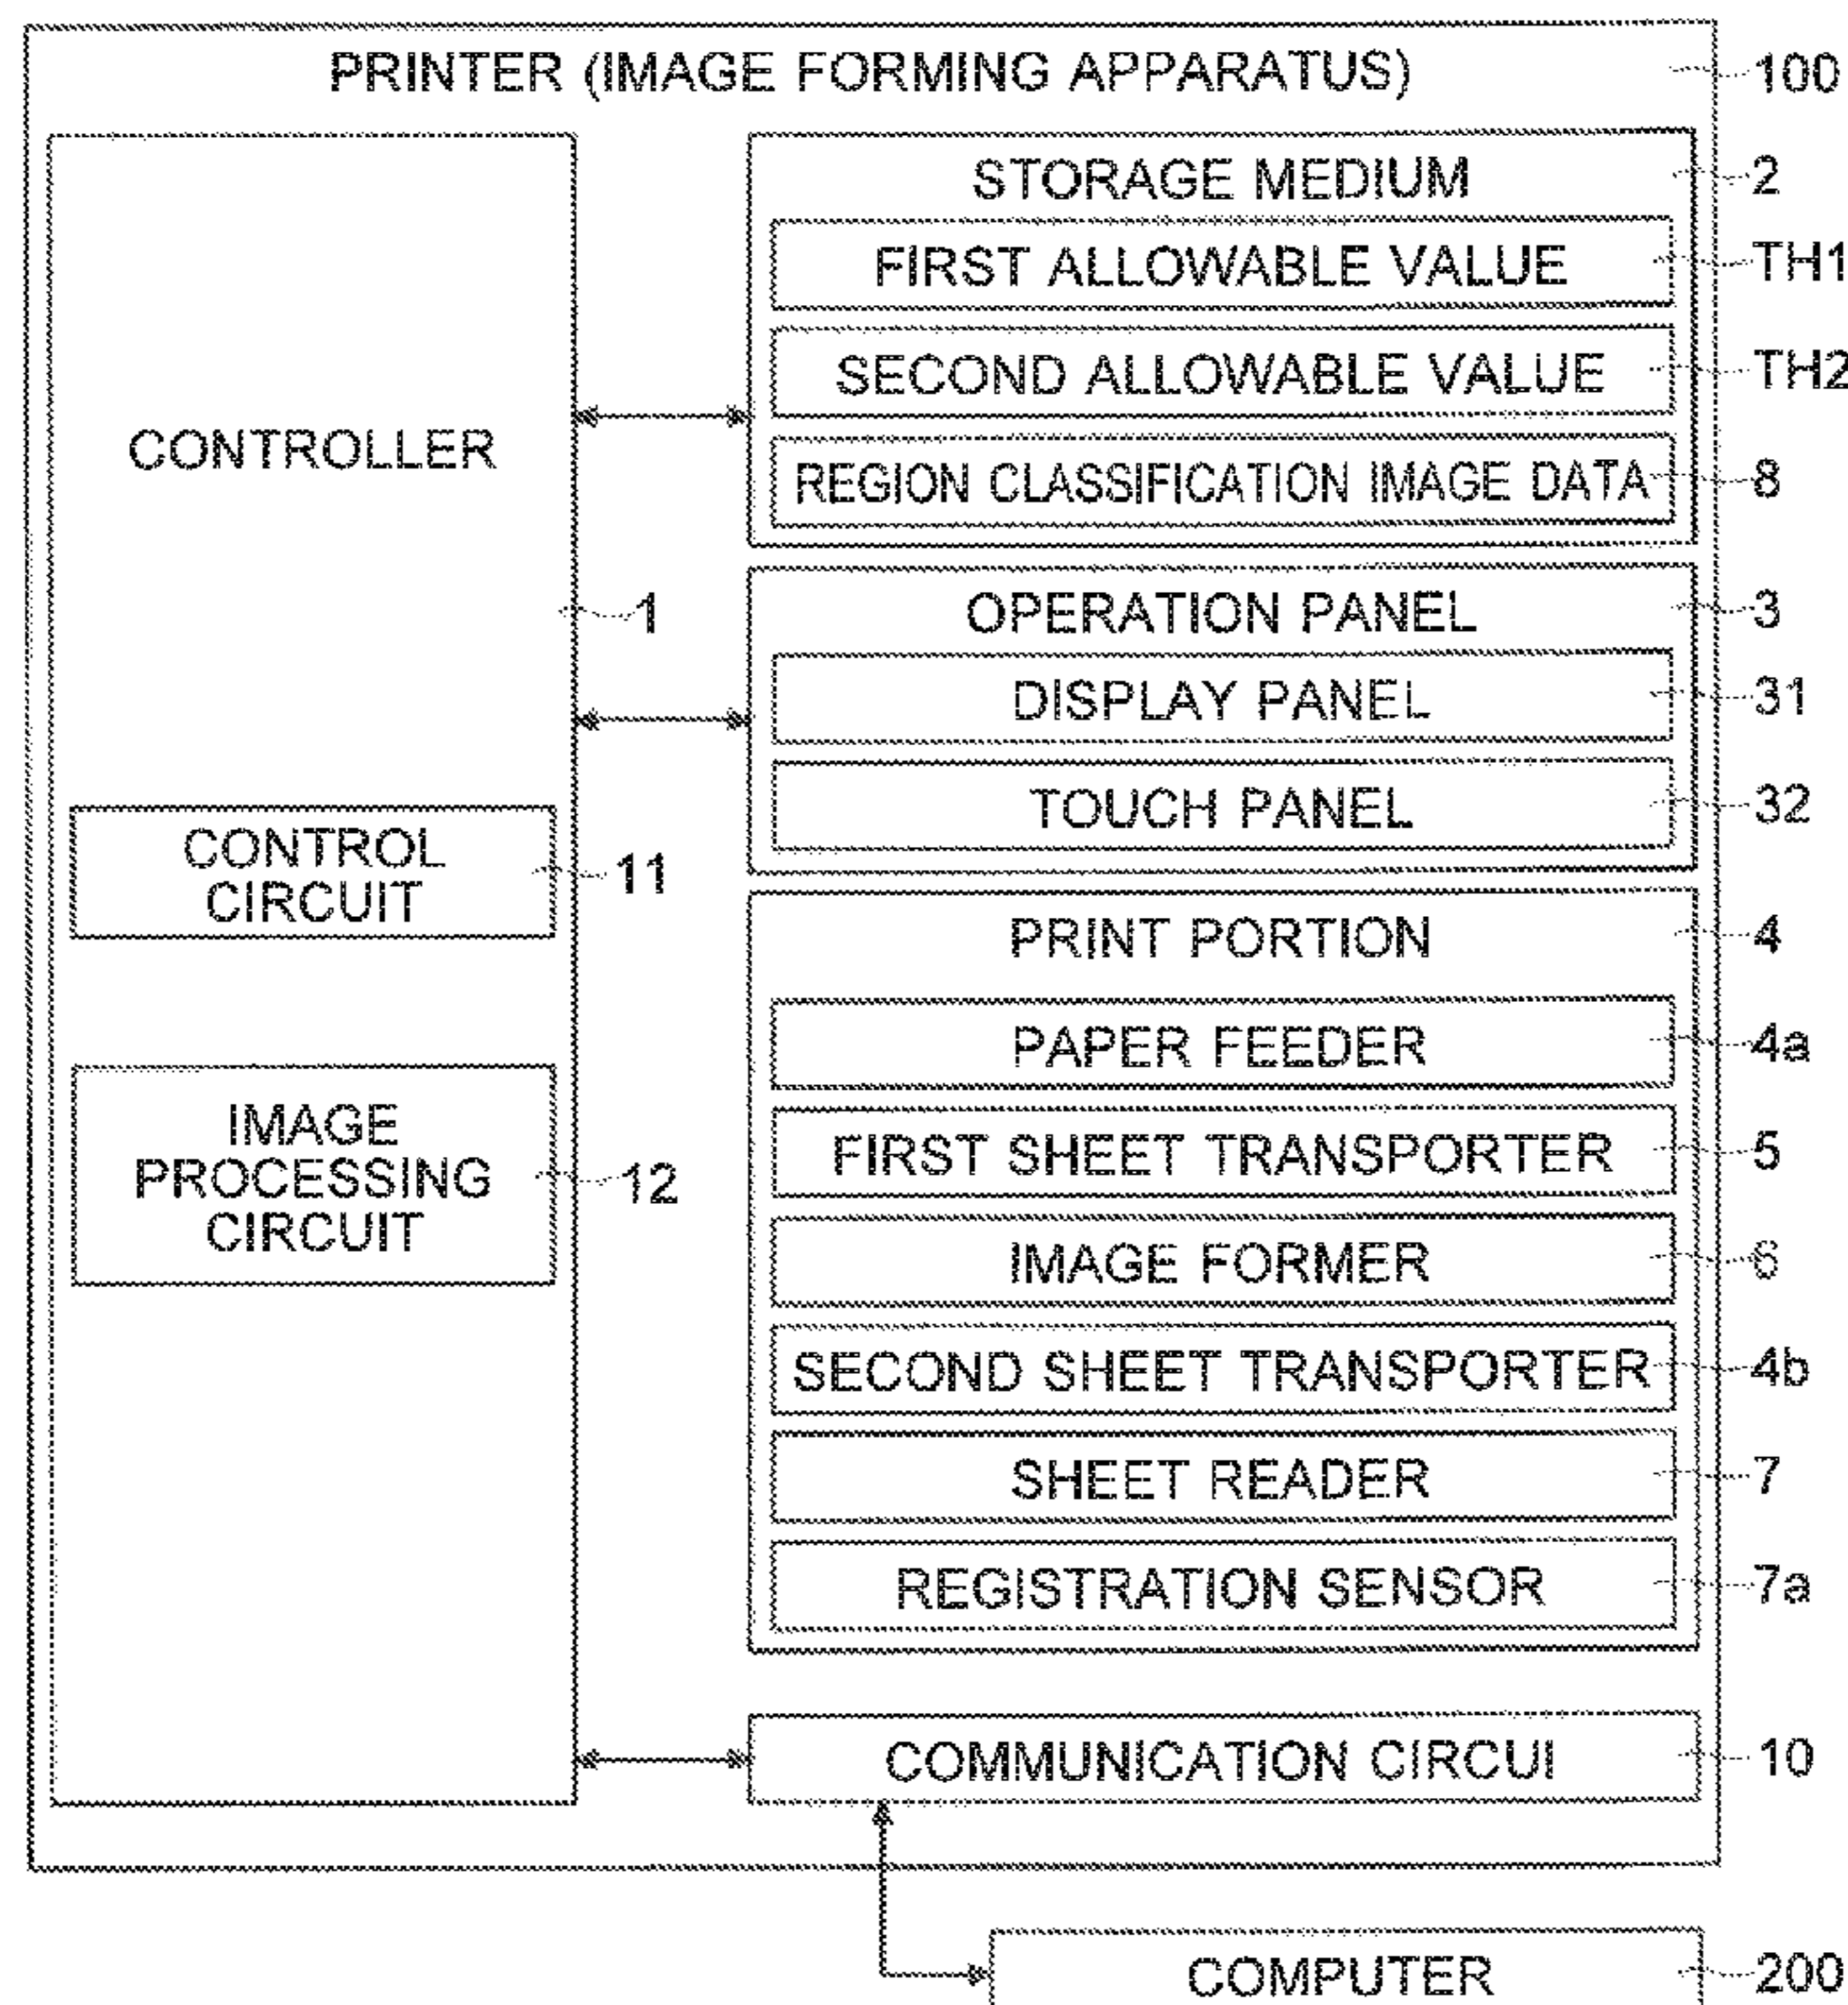 PRINTER (IMAGE FORMING APPARATUS) 100
CONTROLLER
1
CONTROL
CIRCUIT
11
IMAGE
PROCESSING
CIRCUIT
12
STORAGE MEDIUM 2
FIRST ALLOWABLE VALUE TH1
SECOND ALLOWABLE VALUE TH2
REGION CLASSIFICATION IMAGE DATA 8
OPERATION PANEL 3
DISPLAY PANEL 31
TOUCH PANEL 32
PRINT PORTION 4
PAPER FEEDER 4a
FIRST SHEET TRANSPORTER 5
IMAGE FORMER 6
SECOND SHEET TRANSPORTER 4b
SHEET READER 7
REGISTRATION SENSOR 7a
COMMUNICATION CIRCUI 10
COMPUTER 200